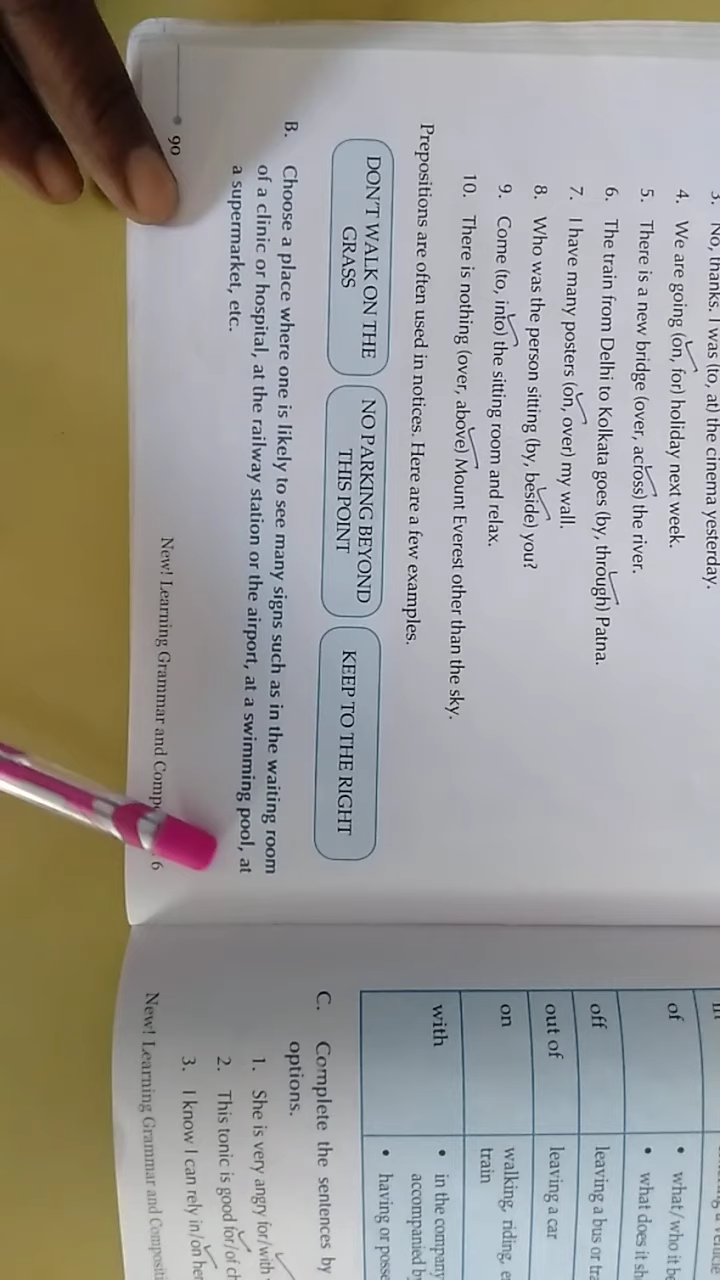 3. No, thanks. I was (to, at) the cinema yesterday.
4. We are going (on, for) holiday next week.
5. There is a new bridge (over, across) the river.
6. The train from Delhi to Kolkata goes (by, through) Patna.
7. I have many posters (on, over) my wall.
8. Who was the person sitting (by, beside) you?
9. Come (to, into) the sitting room and relax.
10. There is nothing (over, above) Mount Everest other than the sky.
Prepositions are often used in notices. Here are a few examples.
DON'T WALK ON THE
GRASS
NO PARKING BEYOND
THIS POINT
KEEP TO THE RIGHT
B. Choose a place where one is likely to see many signs such as in the waiting room
of a clinic or hospital, at the railway station or the airport, at a swimming pool, at
a supermarket, etc.
90
New! Learning Grammar and Comp 6
of • what/who it be
• what does it sh
off leaving a bus or tr
out of leaving a car
on walking, riding, e
train
with • in the company
accompanied b
• having or posse
C. Complete the sentences by
options.
1. She is very angry for/with
2. This tonic is good for/of ch
3. I know I can rely in/on her
New! Learning Grammar and Compositi